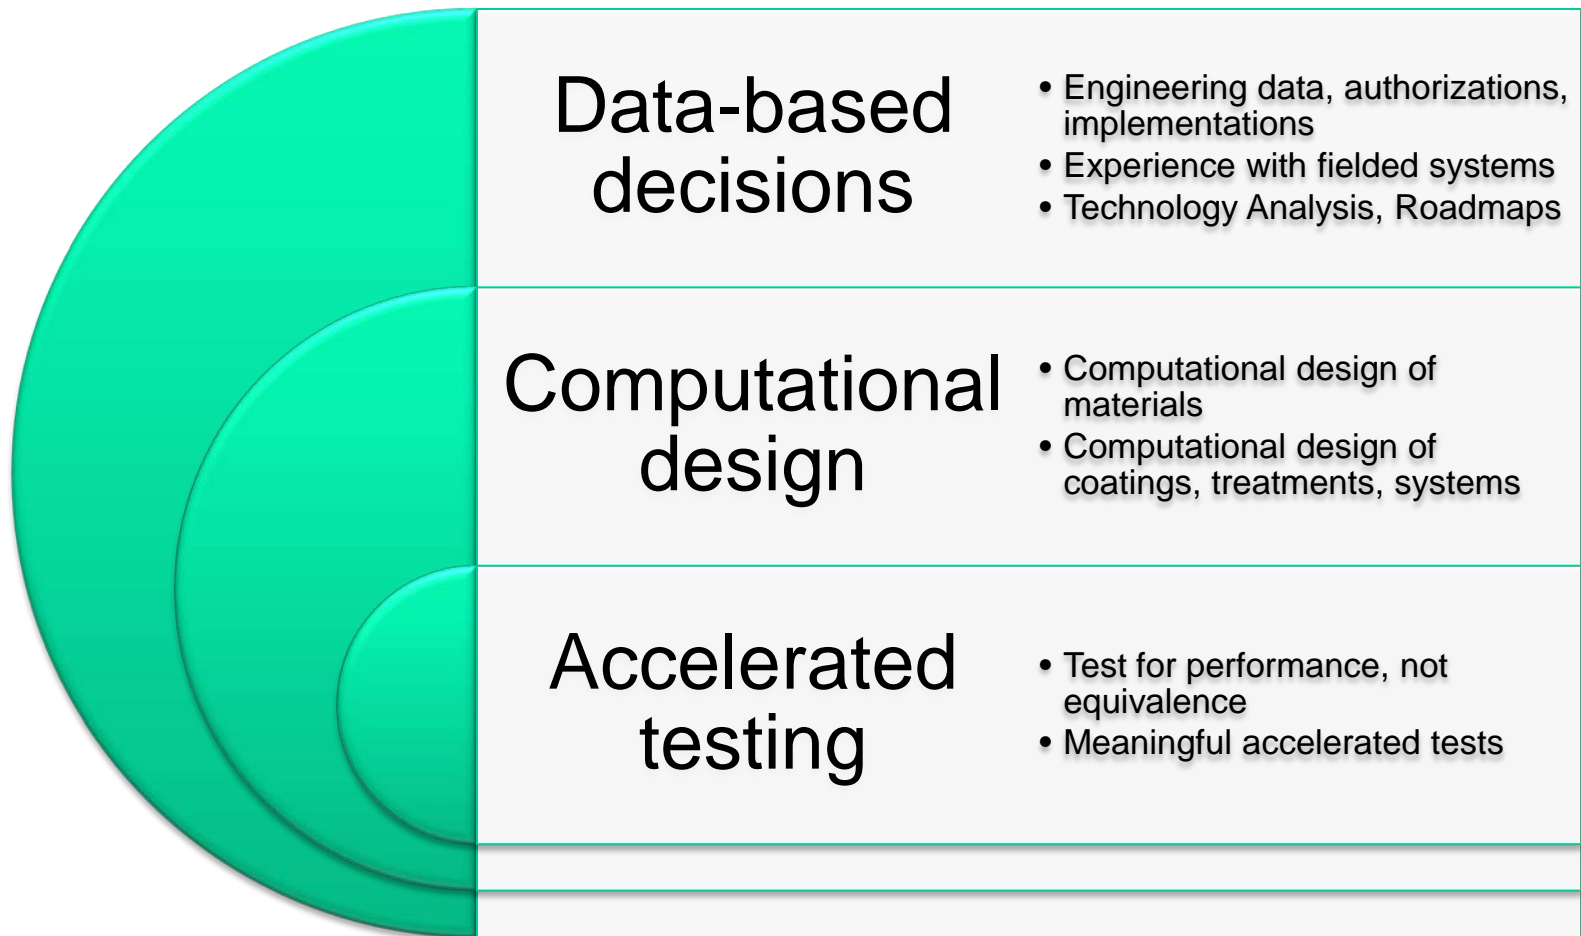 Data-based
decisions
• Engineering data, authorizations,
implementations
• Experience with fielded systems
• Technology Analysis, Roadmaps
Computational
design
• Computational design of
materials
• Computational design of
coatings, treatments, systems
Accelerated
testing
• Test for performance, not
equivalence
• Meaningful accelerated tests